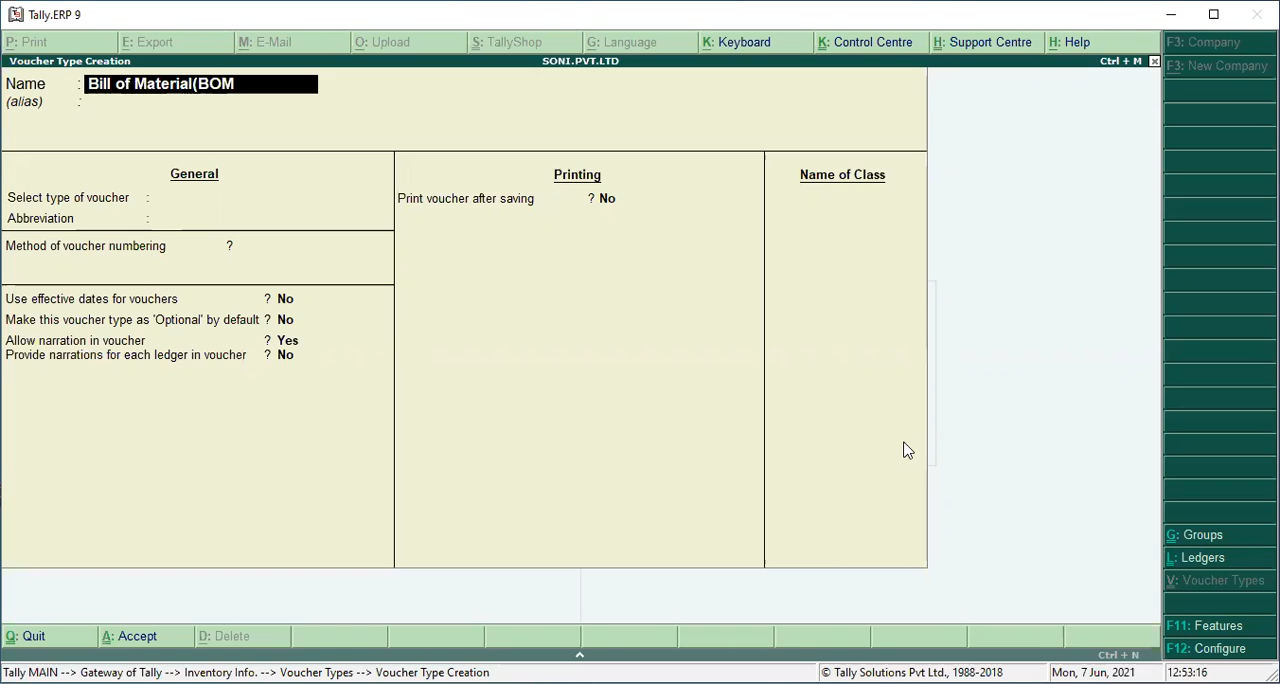 Tally.ERP 9
P: Print E: Export M: E-Mail O: Upload S: TallyShop G: Language K: Keyboard K: Control Centre H: Support Centre H: Help F3: Company
Voucher Type Creation SONI.PVT.LTD Ctrl + M
F3: New Company
Name : Bill of Material(BOM
(alias) :
General Printing Name of Class
Select type of voucher : Print voucher after saving ? No
Abbreviation :
Method of voucher numbering ?
Use effective dates for vouchers ? No
Make this voucher type as 'Optional' by default ? No
Allow narration in voucher ? Yes
Provide narrations for each ledger in voucher ? No
G: Groups
L: Ledgers
V: Voucher Types
F11: Features
Q: Quit A: Accept D: Delete
F12: Configure
Ctrl + N
Tally MAIN --> Gateway of Tally --> Inventory Info. --> Voucher Types --> Voucher Type Creation © Tally Solutions Pvt Ltd., 1988-2018 Mon, 7 Jun, 2021 12:53:16